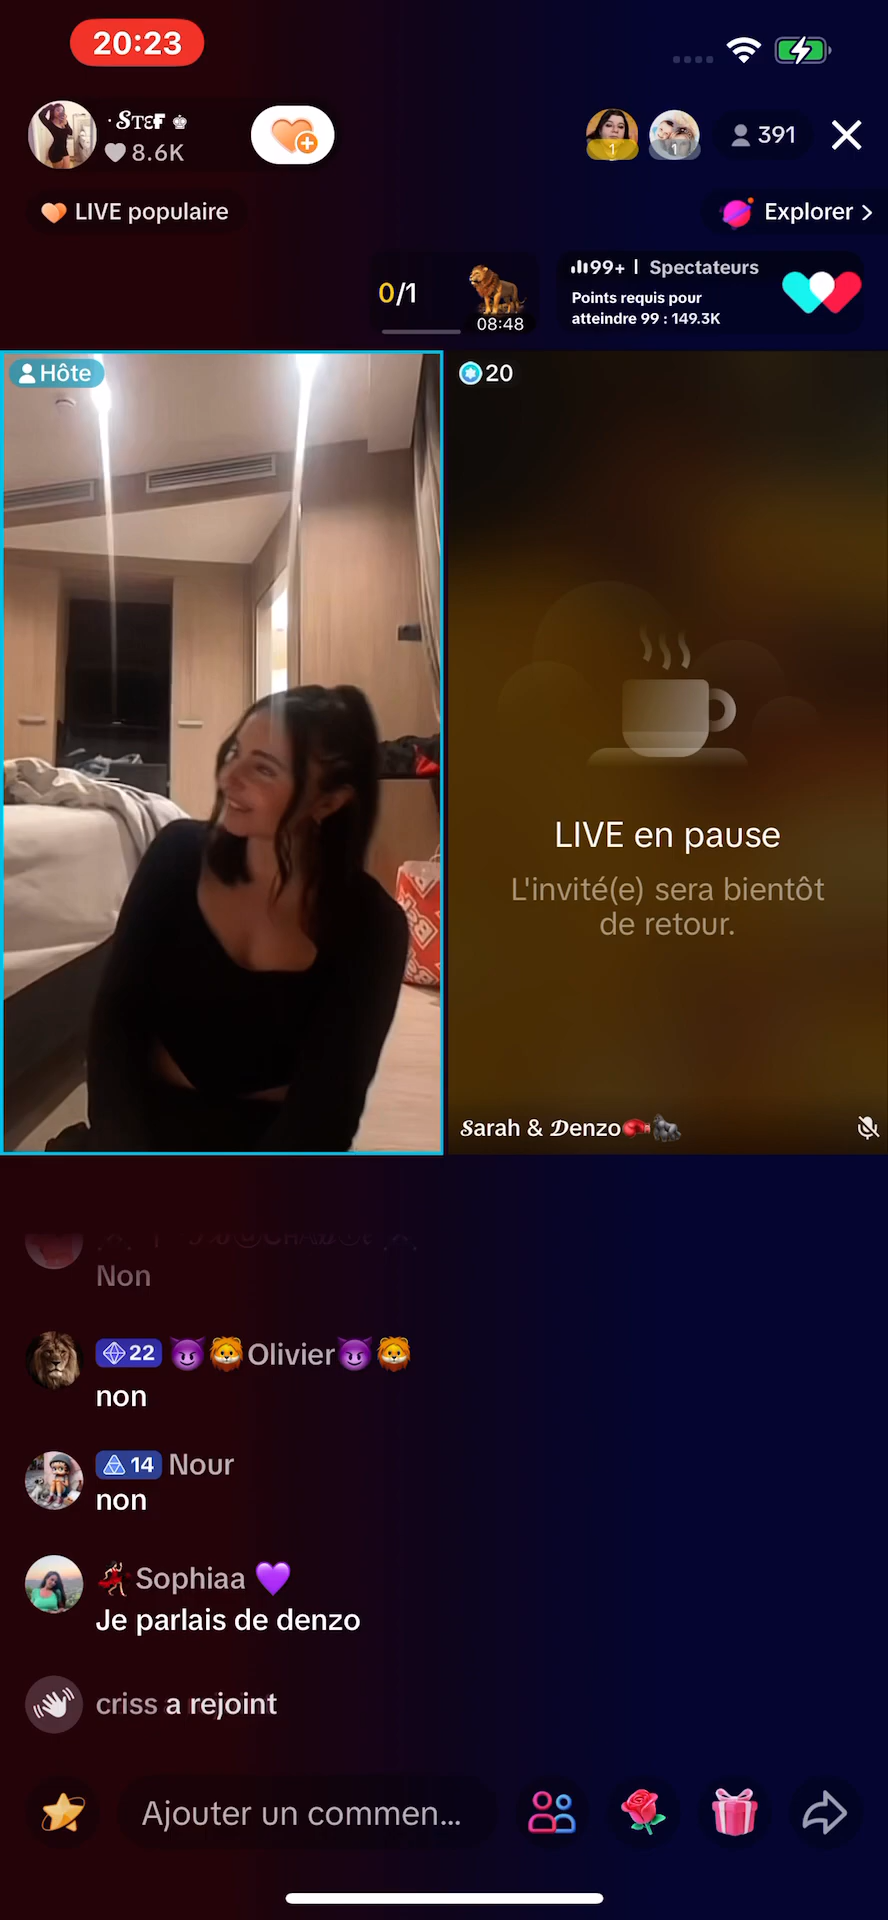 20:23
· STEF ♚
8.6K
1
1
391
LIVE populaire
Explorer >
0/1
08:48
99+ | Spectateurs
Points requis pour
atteindre 99 : 149.3K
Hôte
20
LIVE en pause
L'invité(e) sera bientôt
de retour.
Sarah & Denzo🥊🦍
Non
22 😈🦁Olivier😈🦁
non
14 Nour
non
💃Sophiaa 💜
Je parlais de denzo
criss a rejoint
Ajouter un commen...